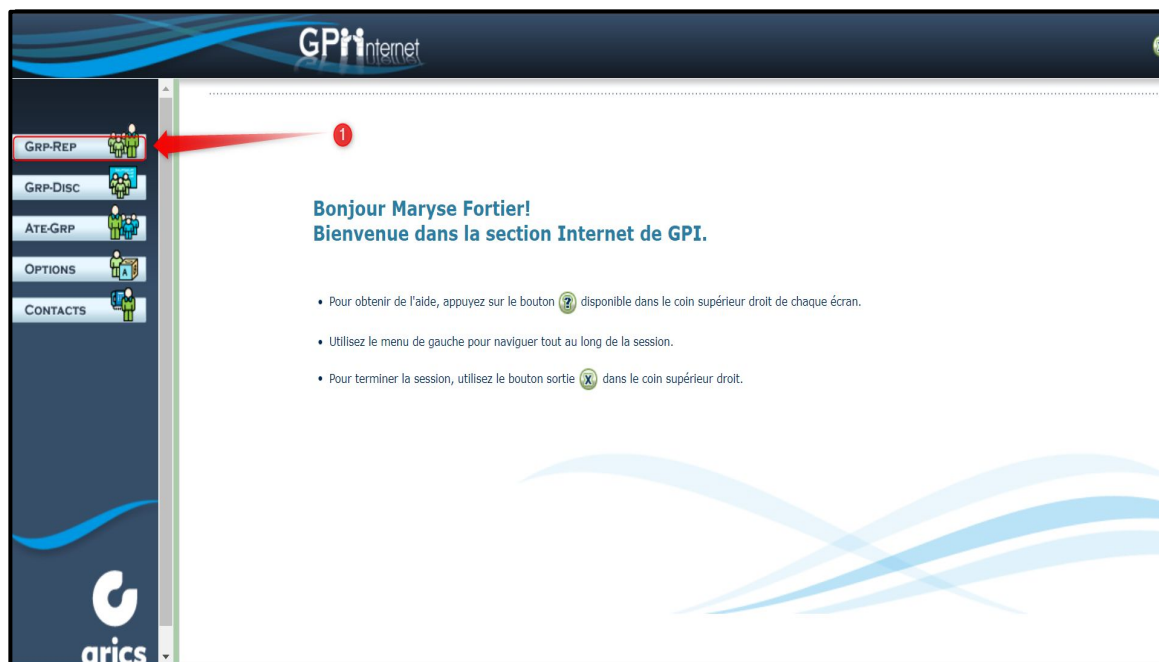 GPI Internet
GRP-REP
1
GRP-DISC
ATE-GRP
OPTIONS
CONTACTS
Bonjour Maryse Fortier!
Bienvenue dans la section Internet de GPI.
• Pour obtenir de l'aide, appuyez sur le bouton ? disponible dans le coin supérieur droit de chaque écran.
• Utilisez le menu de gauche pour naviguer tout au long de la session.
• Pour terminer la session, utilisez le bouton sortie X dans le coin supérieur droit.
grics